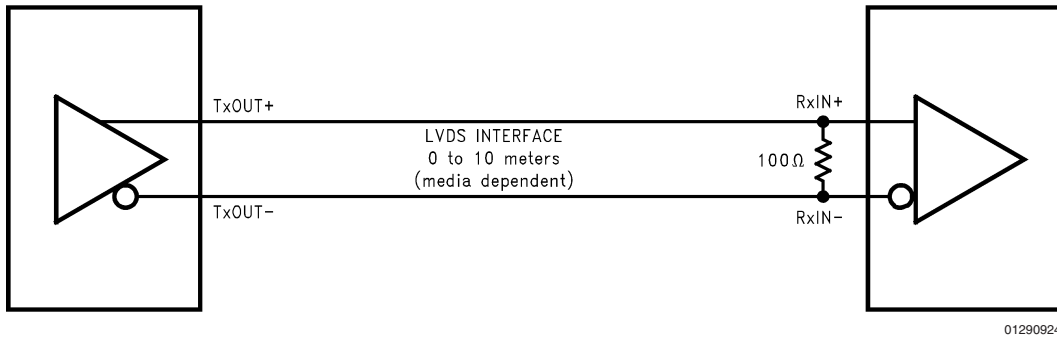 TxOUT+
RxIN+
LVDS INTERFACE
0 to 10 meters
(media dependent)
100Ω
TxOUT-
RxIN-
01290924